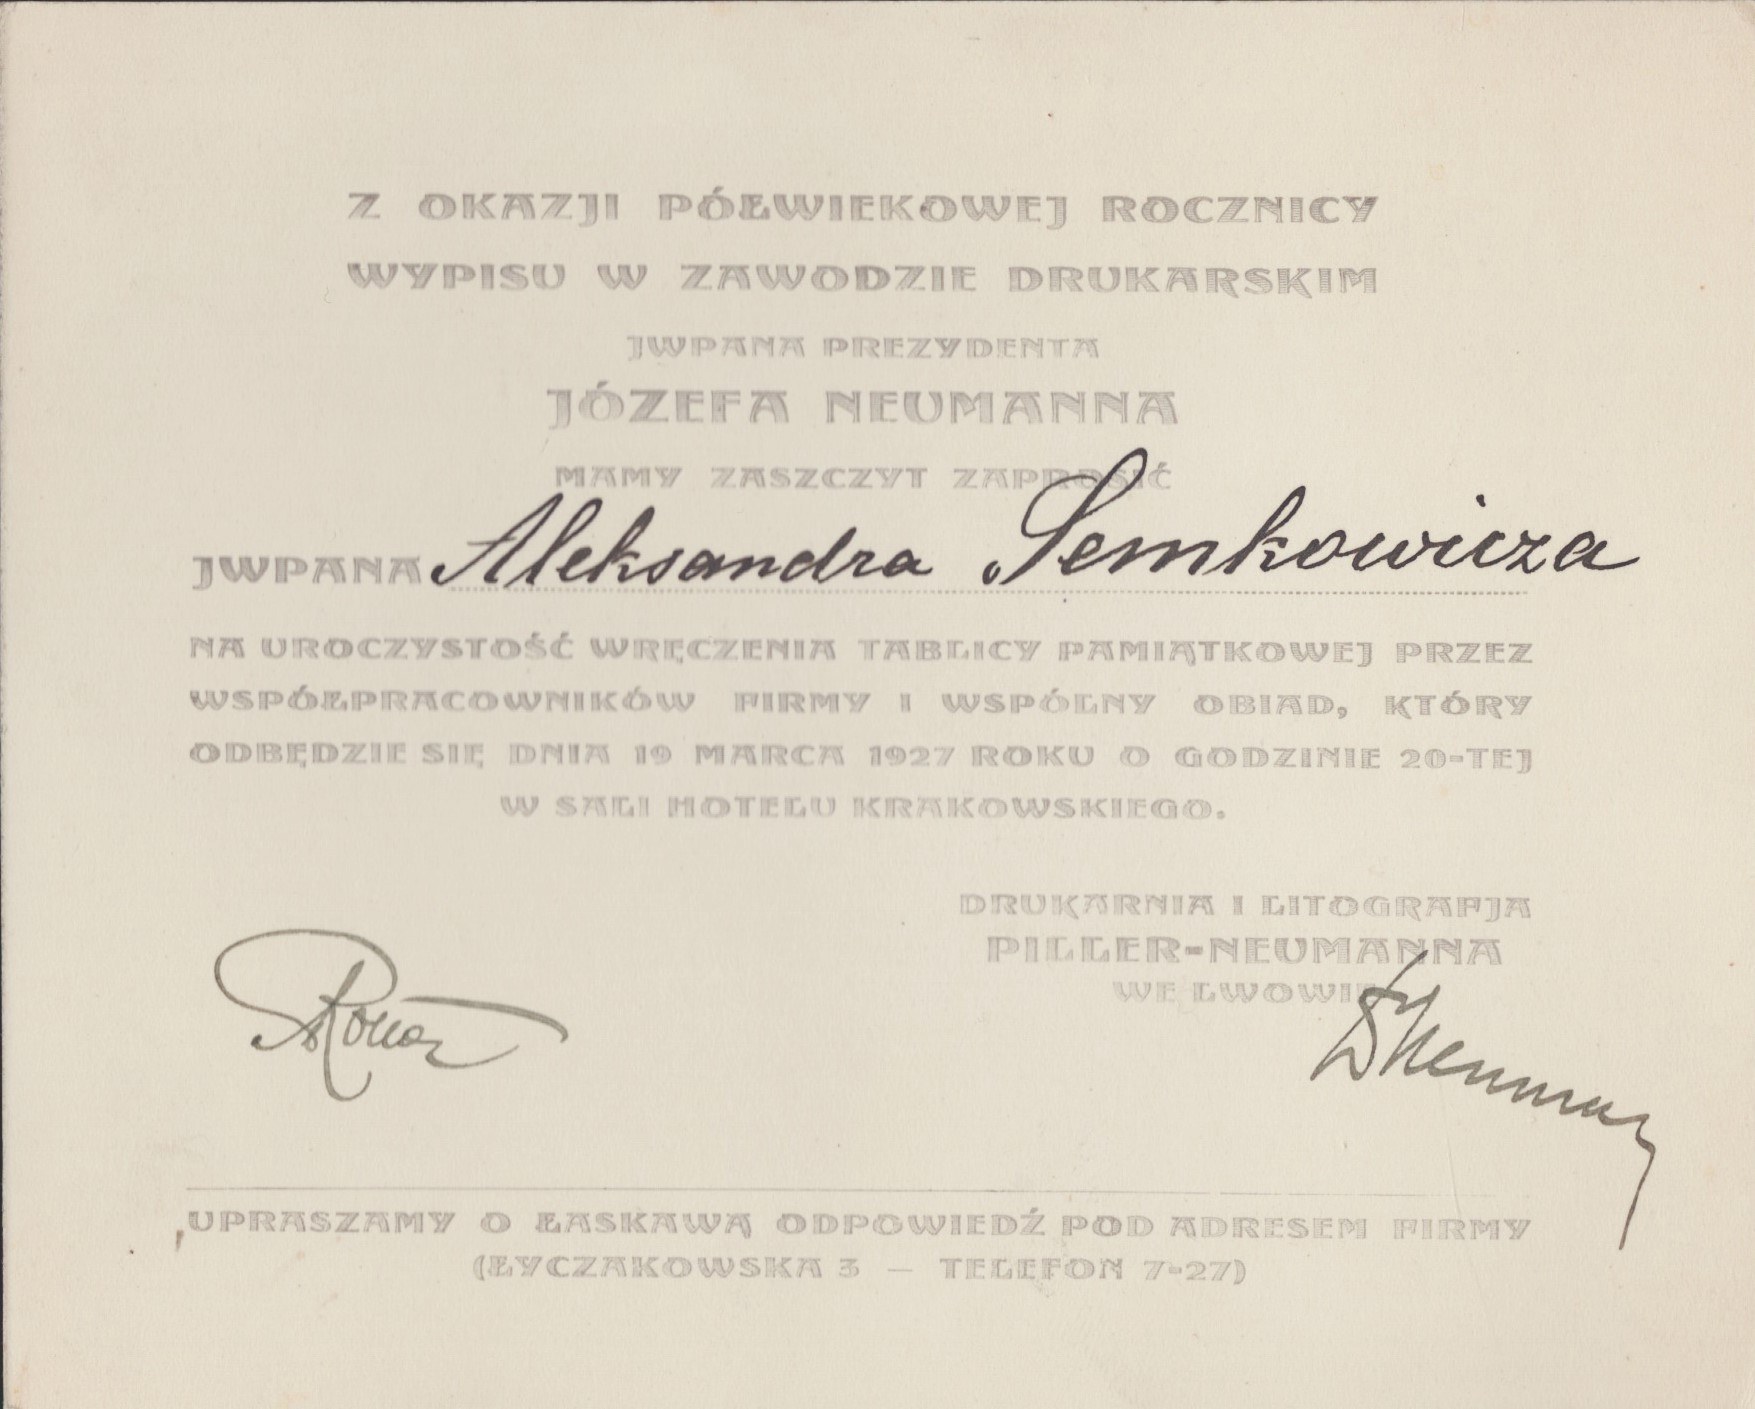 Z OKAZJI PÓŁWIEKOWEJ ROCZNICY
WYPISU W ZAWODZIE DRUKARSKIM
JWPANA PREZYDENTA
JÓZEFA NEUMANNA
MAMY ZASZCZYT ZAPROSIĆ
JWPANA Aleksandra Semkowicza
NA UROCZYSTOŚĆ WRĘCZENIA TABLICY PAMIĄTKOWEJ PRZEZ
WSPÓŁPRACOWNIKÓW FIRMY I WSPÓLNY OBIAD, KTÓRY
ODBĘDZIE SIĘ DNIA 19 MARCA 1927 ROKU O GODZINIE 20-TEJ
W SALI HOTELU KRAKOWSKIEGO.
DRUKARNIA I LITOGRAFJA
PILLER-NEUMANNA
WE LWOWIE
UPRASZAMY O ŁASKAWĄ ODPOWIEDŹ POD ADRESEM FIRMY
(ŁYCZAKOWSKA 3 — TELEFON 7-27)